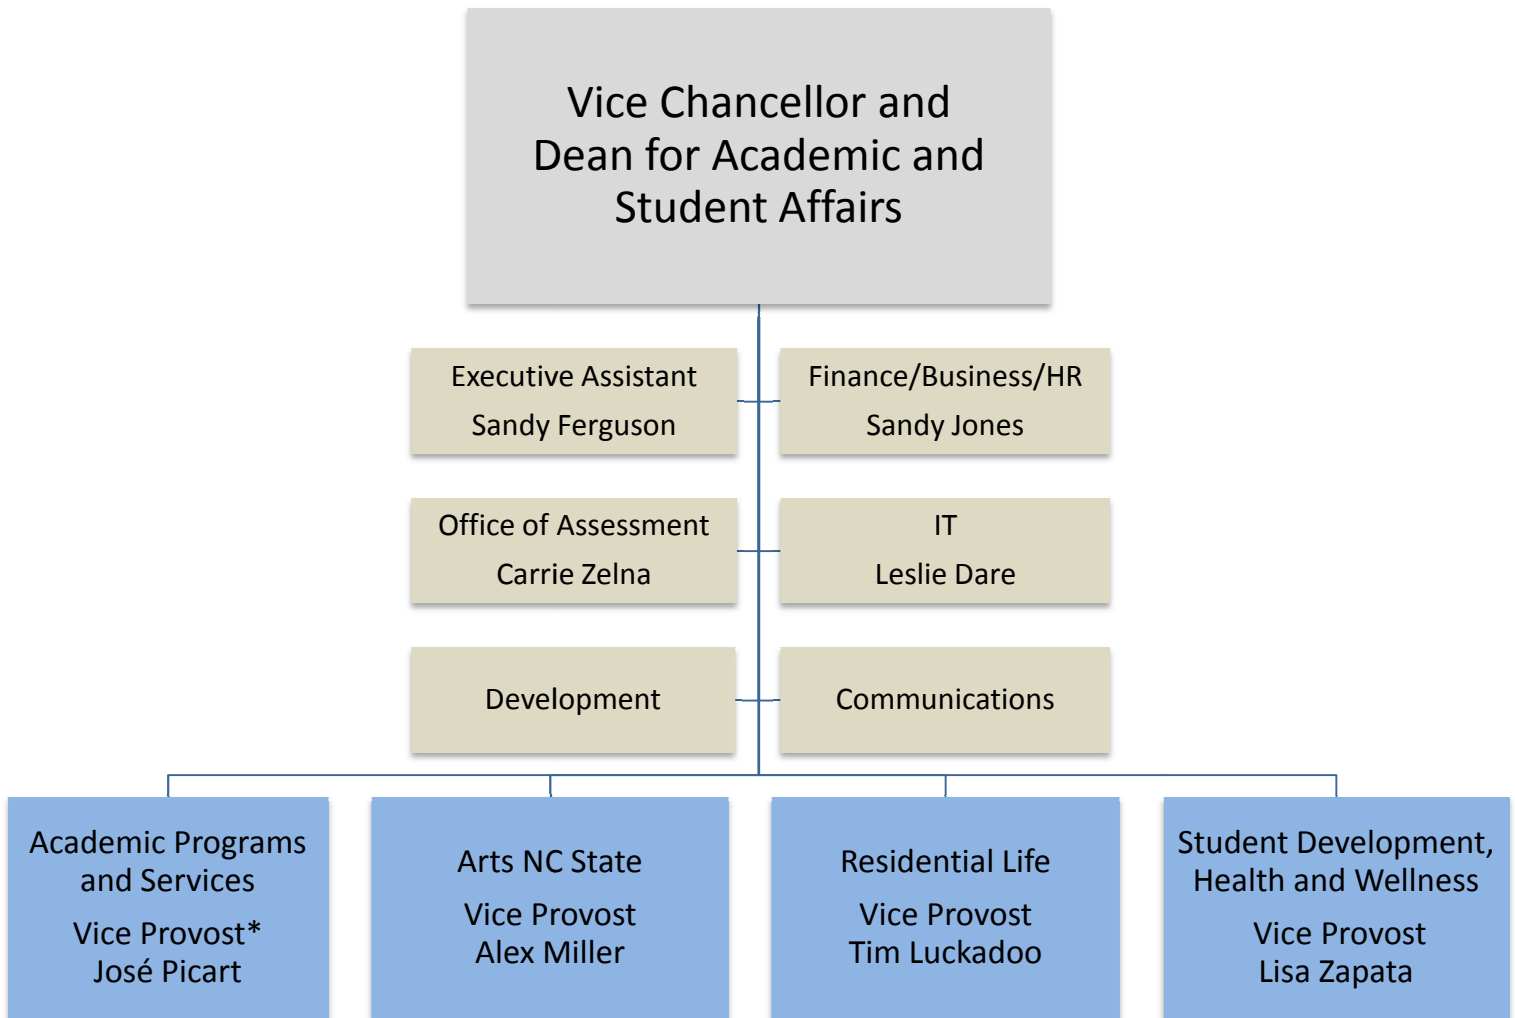 Vice Chancellor and
Dean for Academic and
Student Affairs
Executive Assistant
Sandy Ferguson
Finance/Business/HR
Sandy Jones
Office of Assessment
Carrie Zelna
IT
Leslie Dare
Development
Communications
Academic Programs
and Services
Vice Provost*
José Picart
Arts NC State
Vice Provost
Alex Miller
Residential Life
Vice Provost
Tim Luckadoo
Student Development,
Health and Wellness
Vice Provost
Lisa Zapata